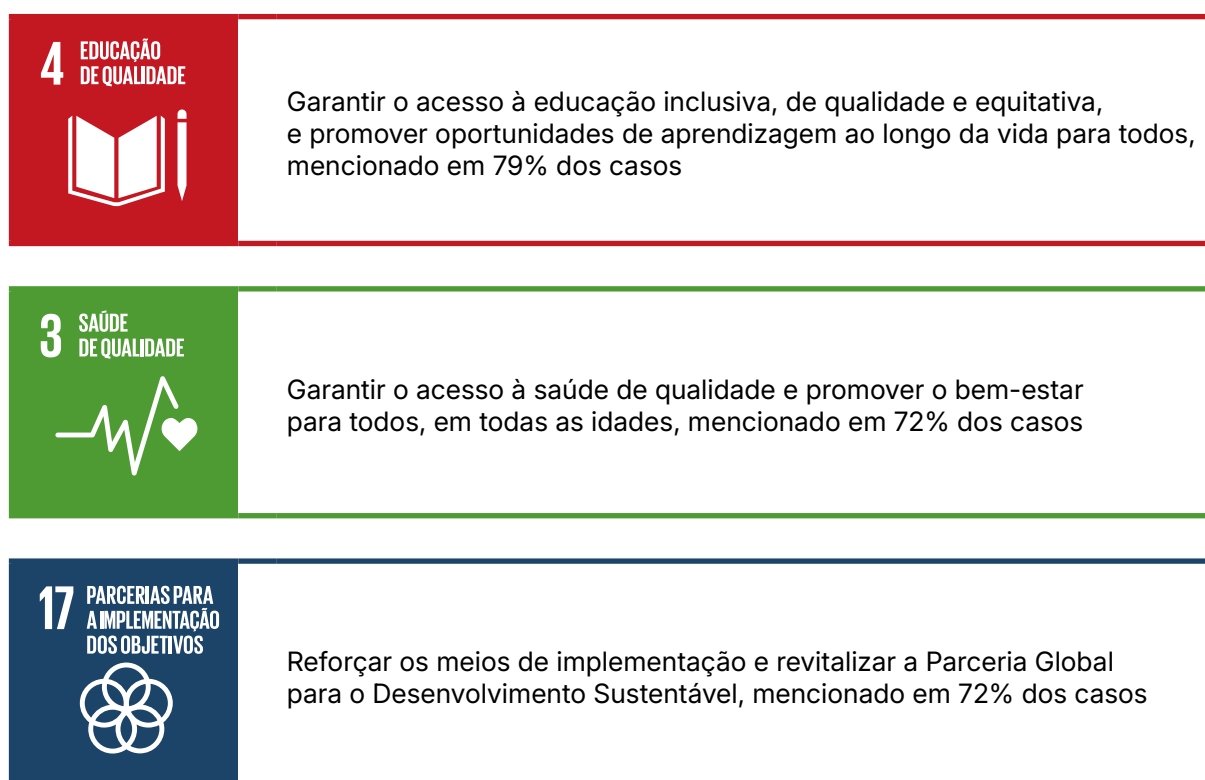 4 EDUCAÇÃO
DE QUALIDADE
Garantir o acesso à educação inclusiva, de qualidade e equitativa,
e promover oportunidades de aprendizagem ao longo da vida para todos,
mencionado em 79% dos casos
3 SAÚDE
DE QUALIDADE
Garantir o acesso à saúde de qualidade e promover o bem-estar
para todos, em todas as idades, mencionado em 72% dos casos
17 PARCERIAS PARA
A IMPLEMENTAÇÃO
DOS OBJETIVOS
Reforçar os meios de implementação e revitalizar a Parceria Global
para o Desenvolvimento Sustentável, mencionado em 72% dos casos